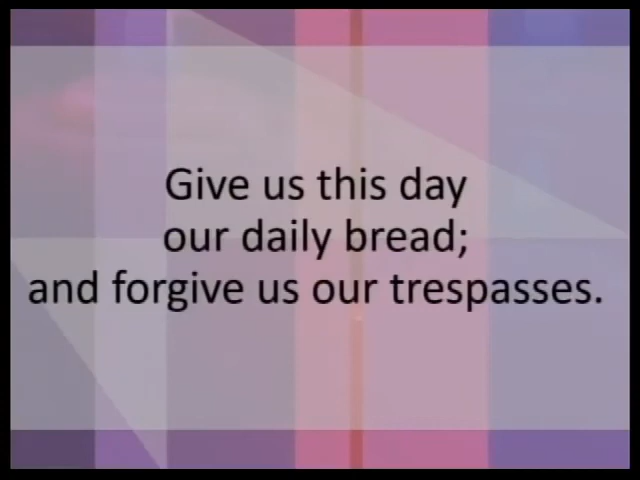 Give us this day
our daily bread;
and forgive us our trespasses.